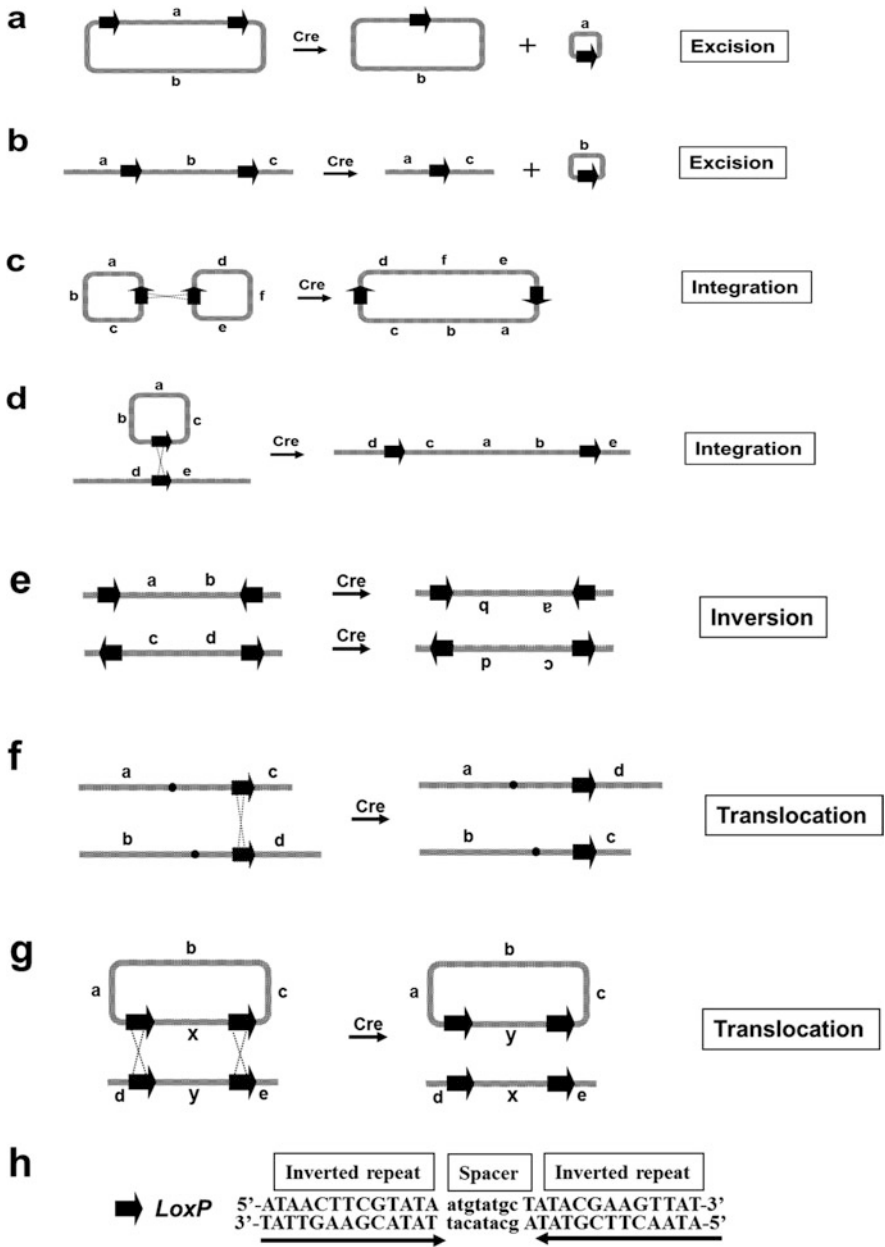 a
a
b
Cre
b
+
a
Excision
b
a b c
Cre
a c
+
b
Excision
c
a
b
c
d
f
e
Cre
d f e
c b a
Integration
d
a
b c
d e
Cre
d c a b e
Integration
e
a b
Cre
b a
c d
Cre
d c
Inversion
f
a c
b d
Cre
a d
b c
Translocation
g
b
a c
x
d y e
Cre
b
a c
y
d x e
Translocation
h
Inverted repeat Spacer Inverted repeat
LoxP
5’-ATAACTTCGTATA atgtatgc TATACGAAGTTAT-3’
3’-TATTGAAGCATAT tacatacg ATATGCTTCAATA-5’